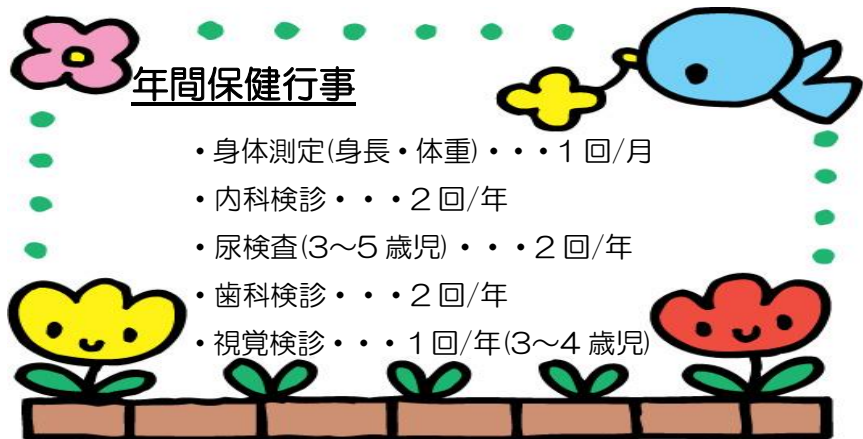 年間保健行事
・身体測定(身長・体重)・・・1回/月
・内科検診・・・2回/年
・尿検査(3~5歳児)・・・2回/年
・歯科検診・・・2回/年
・視覚検診・・・1回/年(3~4歳児)